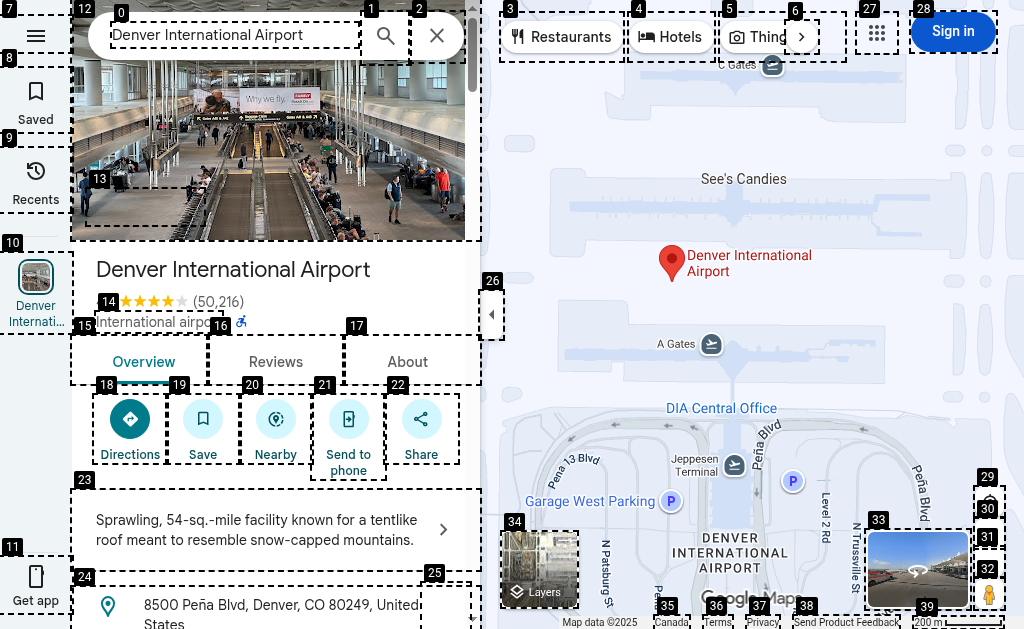 Denver International Airport
Restaurants
Hotels
Thing
Sign in
Saved
Recents
Denver
Internati...
Get app
Why we fly.
Denver International Airport
(50,216)
International airpo
Overview
Reviews
About
Directions
Save
Nearby
Send to
phone
Share
Sprawling, 54-sq.-mile facility known for a tentlike
roof meant to resemble snow-capped mountains.
8500 Peña Blvd, Denver, CO 80249, United
States
C Gates
See's Candies
Denver International
Airport
A Gates
DIA Central Office
Peña Blvd
Pena 13 Blvd
Jeppesen
Terminal
P
P
Garage West Parking
Level 2 Rd
Peña Blvd
N Trussville St
N Patsburg St
DENVER
INTERNATIONAL
AIRPORT
Layers
Google Maps
Map data ©2025
Canada
Terms
Privacy
Send Product Feedback
200 m
0
1
2
3
4
5
6
7
8
9
10
11
12
13
14
15
16
17
18
19
20
21
22
23
24
25
26
27
28
29
30
31
32
33
34
35
36
37
38
39